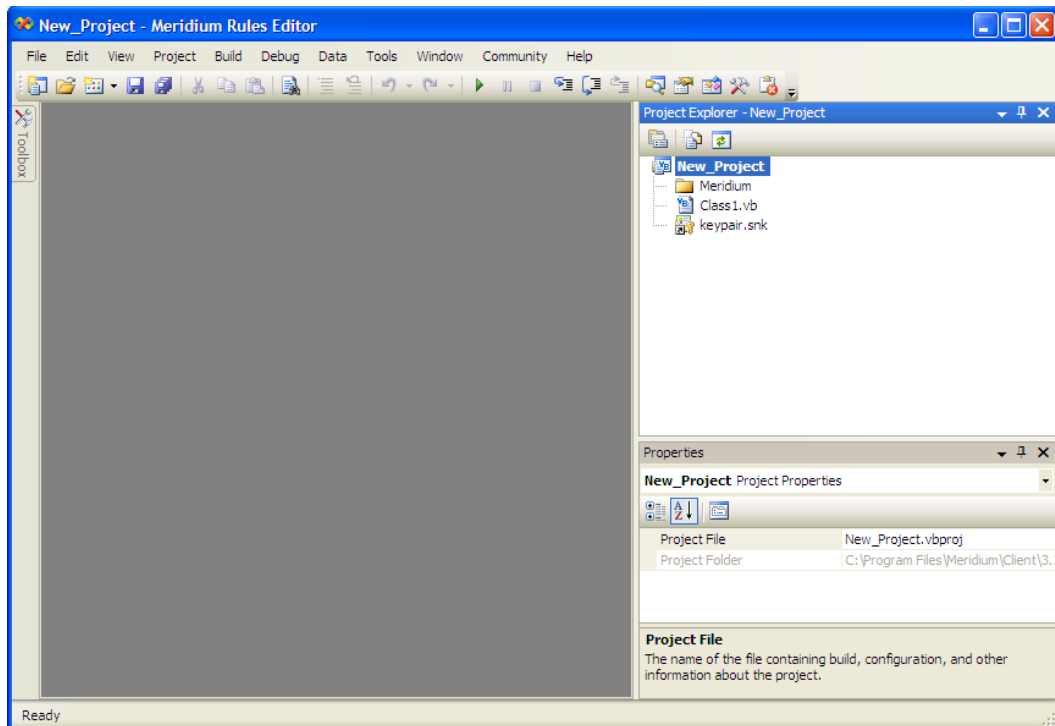 New_Project - Meridium Rules Editor
File Edit View Project Build Debug Data Tools Window Community Help
Toolbox
Project Explorer - New_Project
New_Project
Meridium
Class1.vb
keypair.snk
Properties
New_Project Project Properties
Project File New_Project.vbproj
Project Folder C:\Program Files\Meridium\Client\3.
Project File
The name of the file containing build, configuration, and other
information about the project.
Ready